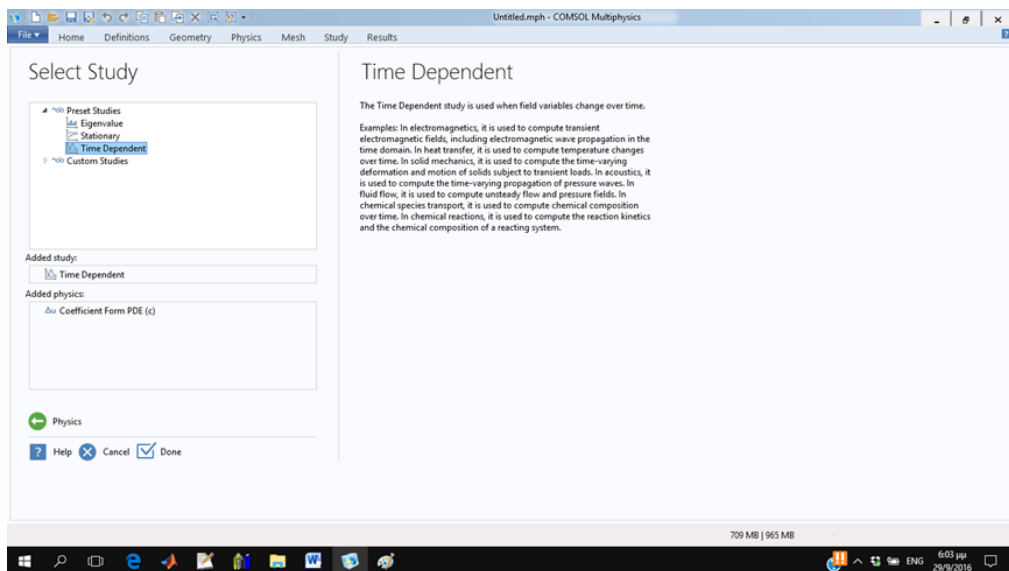 Untitled.mph - COMSOL Multiphysics
File Home Definitions Geometry Physics Mesh Study Results
Select Study
Preset Studies
Eigenvalue
Stationary
Time Dependent
Custom Studies
Added study:
Time Dependent
Added physics:
Δu Coefficient Form PDE (c)
Physics
? Help Cancel Done
Time Dependent
The Time Dependent study is used when field variables change over time.
Examples: In electromagnetics, it is used to compute transient
electromagnetic fields, including electromagnetic wave propagation in the
time domain. In heat transfer, it is used to compute temperature changes
over time. In solid mechanics, it is used to compute the time-varying
deformation and motion of solids subject to transient loads. In acoustics, it
is used to compute the time-varying propagation of pressure waves. In
fluid flow, it is used to compute unsteady flow and pressure fields. In
chemical species transport, it is used to compute chemical composition
over time. In chemical reactions, it is used to compute the reaction kinetics
and the chemical composition of a reacting system.
709 MB | 965 MB
ENG
6:03 μμ
29/9/2016